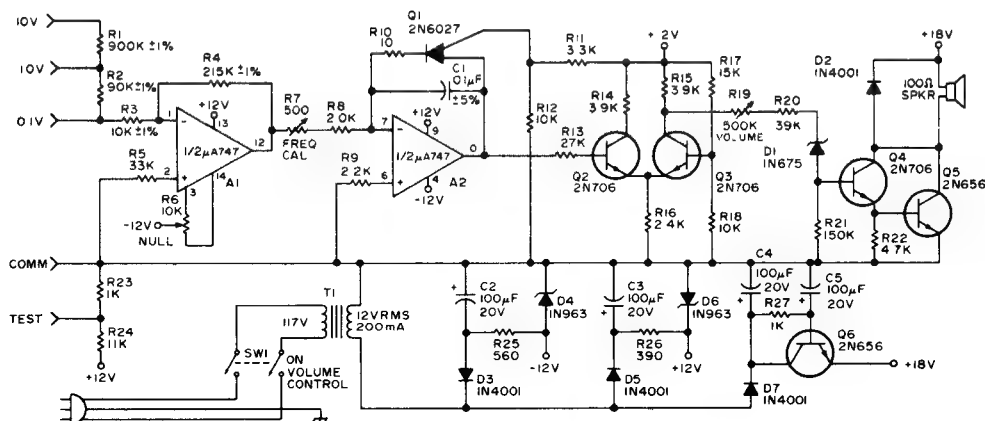 10V
R1
900K ±1%
10V
R2
90K ±1%
0.1V
R3
10K ±1%
R4
215K ±1%
+12V
13
1
12
2
1/2μA747
A1
14
3
R5
33K
R6
10K
-12V
NULL
R7
500
FREQ
CAL
R8
2.0K
R9
2.2K
R10
10
Q1
2N6027
C1
0.1μF
±5%
+12V
9
7
1/2μA747
6
4
-12V
A2
R11
3.3K
R12
10K
R13
27K
R14
3.9K
+ 2V
R15
3.9K
R17
15K
R19
500K
VOLUME
R20
39K
Q2
2N706
Q3
2N706
R16
2.4K
R18
10K
D1
1N675
D2
1N4001
+18V
100Ω
SPKR
Q4
2N706
Q5
2N656
R21
150K
R22
4.7K
COMM
R23
1K
TEST
R24
11K
+12V
SW1
ON
VOLUME
CONTROL
T1
117V
12VRMS
200mA
C2
100μF
20V
D4
1N963
R25
560
-12V
D3
1N4001
C3
100μF
20V
D6
1N963
R26
390
+12V
D5
1N4001
C4
100μF
20V
C5
100μF
20V
R27
1K
Q6
2N656
D7
1N4001
+18V